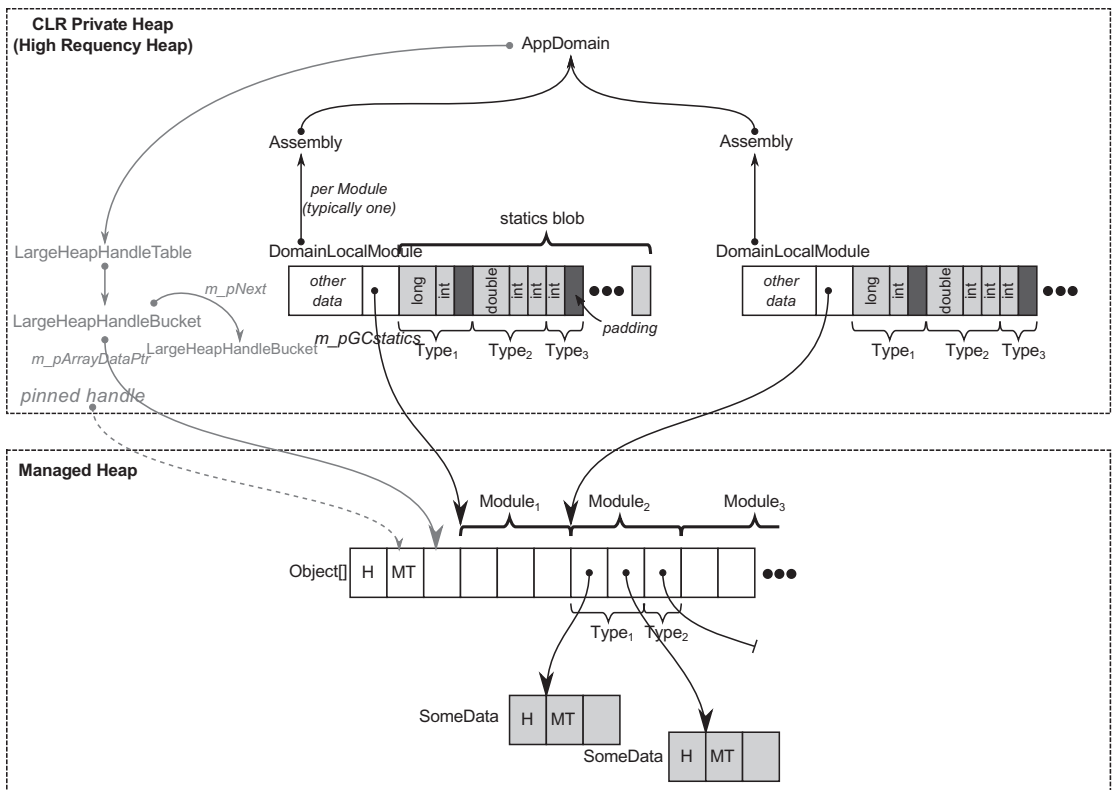 CLR Private Heap
(High Requency Heap)
AppDomain
Assembly
Assembly
per Module
(typically one)
statics blob
LargeHeapHandleTable
DomainLocalModule
DomainLocalModule
other
data
long
int
double
int
int
int
other
data
long
int
double
int
int
int
m_pNext
LargeHeapHandleBucket
padding
m_pGCstatics
LargeHeapHandleBucket
Type1
Type2
Type3
Type1
Type2
Type3
m_pArrayDataPtr
pinned handle
Managed Heap
Module1
Module2
Module3
Object[]
H
MT
Type1
Type2
SomeData
H
MT
SomeData
H
MT